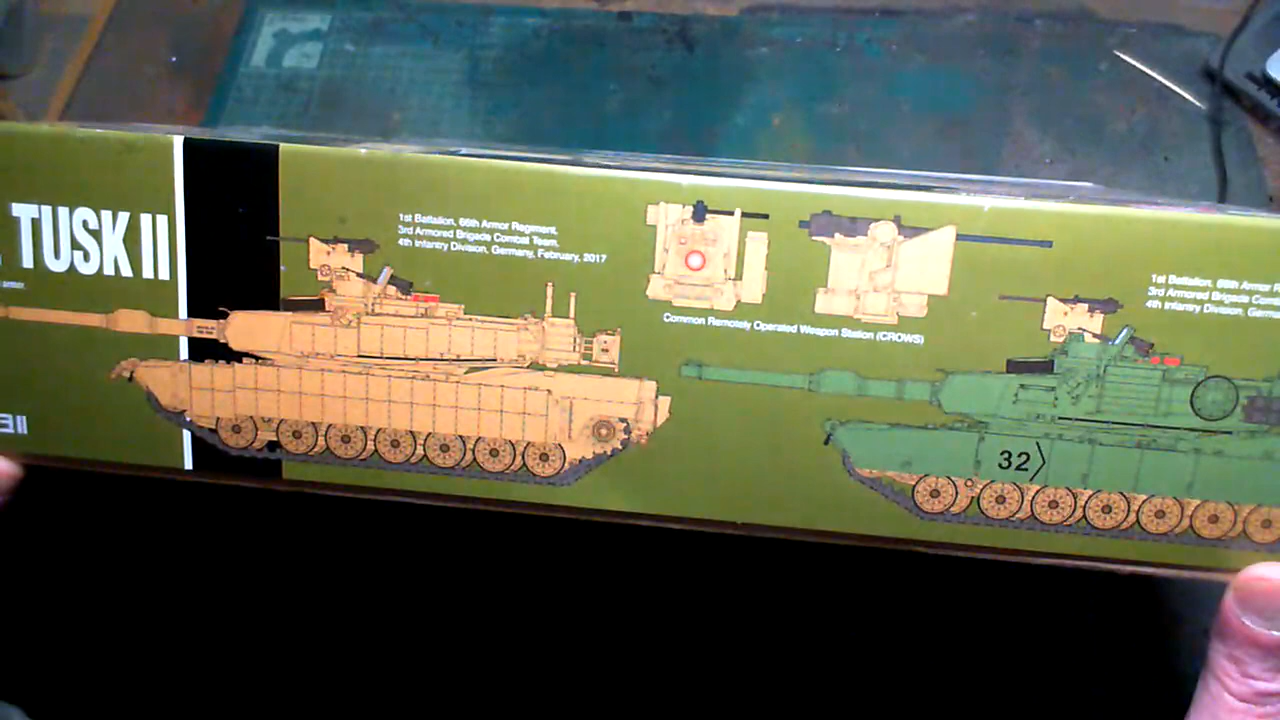 TUSK II
army.
1st Battalion, 66th Armor Regiment,
3rd Armored Brigade Combat Team,
4th Infantry Division, Germany, February, 2017
Common Remotely Operated Weapon Station (CROWS)
1st Battalion, 66th Armor
3rd Armored Brigade
4th Infantry Division,
32